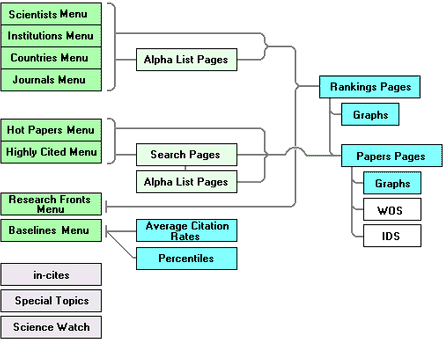 Scientists Menu
Institutions Menu
Countries Menu
Alpha List Pages
Journals Menu
Rankings Pages
Graphs
Hot Papers Menu
Highly Cited Menu
Search Pages
Papers Pages
Alpha List Pages
Graphs
Research Fronts
Menu
WOS
Baselines Menu
Average Citation
Rates
IDS
Percentiles
in-cites
Special Topics
Science Watch